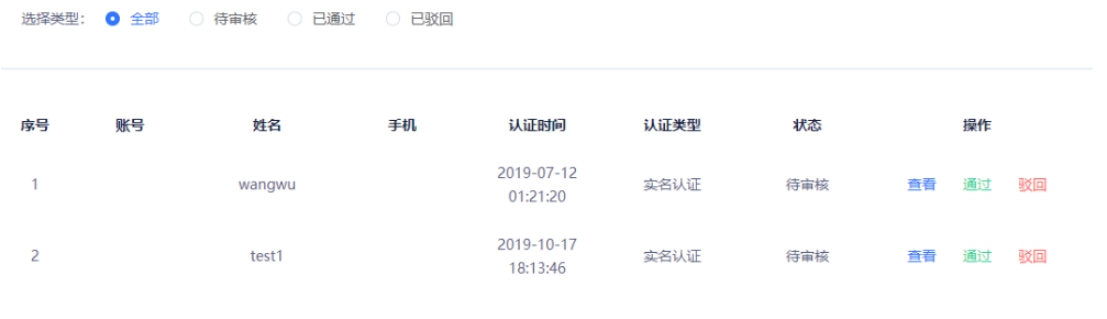 选择类型： 全部 待审核 已通过 已驳回
序号 账号 姓名 手机 认证时间 认证类型 状态 操作
1 wangwu 2019-07-12 01:21:20 实名认证 待审核 查看 通过 驳回
2 test1 2019-10-17 18:13:46 实名认证 待审核 查看 通过 驳回